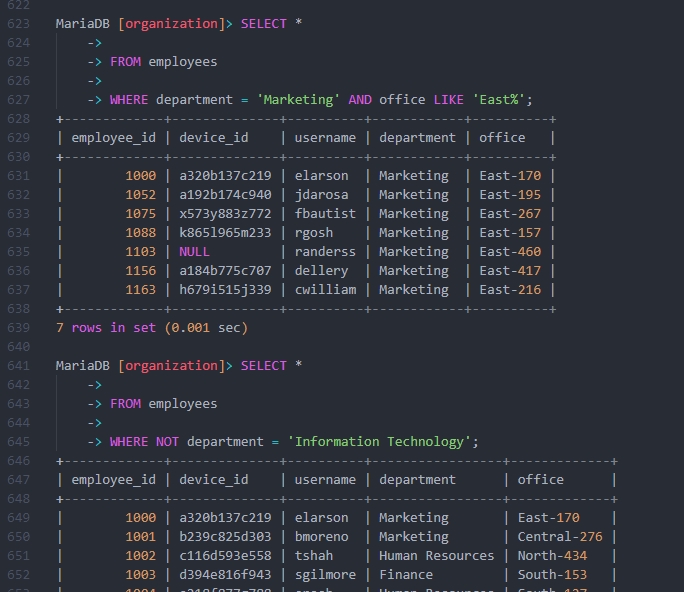 622
623 MariaDB [organization]> SELECT *
624 ->
625 -> FROM employees
626 ->
627 -> WHERE department = 'Marketing' AND office LIKE 'East%';
628 +-------------+--------------+----------+------------+----------+
629 | employee_id | device_id    | username | department | office   |
630 +-------------+--------------+----------+------------+----------+
631 |        1000 | a320b137c219 | elarson  | Marketing  | East-170 |
632 |        1052 | a192b174c940 | jdarosa  | Marketing  | East-195 |
633 |        1075 | x573y883z772 | fbautist | Marketing  | East-267 |
634 |        1088 | k865l965m233 | rgosh    | Marketing  | East-157 |
635 |        1103 | NULL         | randerss | Marketing  | East-460 |
636 |        1156 | a184b775c707 | dellery  | Marketing  | East-417 |
637 |        1163 | h679i515j339 | cwilliam | Marketing  | East-216 |
638 +-------------+--------------+----------+------------+----------+
639 7 rows in set (0.001 sec)
640
641 MariaDB [organization]> SELECT *
642 ->
643 -> FROM employees
644 ->
645 -> WHERE NOT department = 'Information Technology';
646 +-------------+--------------+----------+-----------------+-------------+
647 | employee_id | device_id    | username | department      | office      |
648 +-------------+--------------+----------+-----------------+-------------+
649 |        1000 | a320b137c219 | elarson  | Marketing       | East-170    |
650 |        1001 | b239c825d303 | bmoreno  | Marketing       | Central-276 |
651 |        1002 | c116d593e558 | tshah    | Human Resources | North-434   |
652 |        1003 | d394e816f943 | sgilmore | Finance         | South-153   |